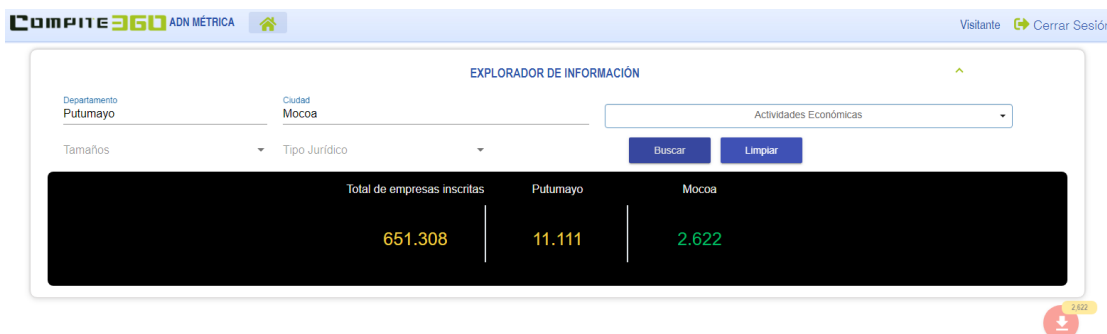 COMPITE360 ADN MÉTRICA
Visitante Cerrar Sesión
EXPLORADOR DE INFORMACIÓN
Departamento Ciudad
Putumayo Mocoa
Actividades Económicas
Tamaños Tipo Jurídico Buscar Limpiar
Total de empresas inscritas Putumayo Mocoa
651.308 11.111 2.622
2,622